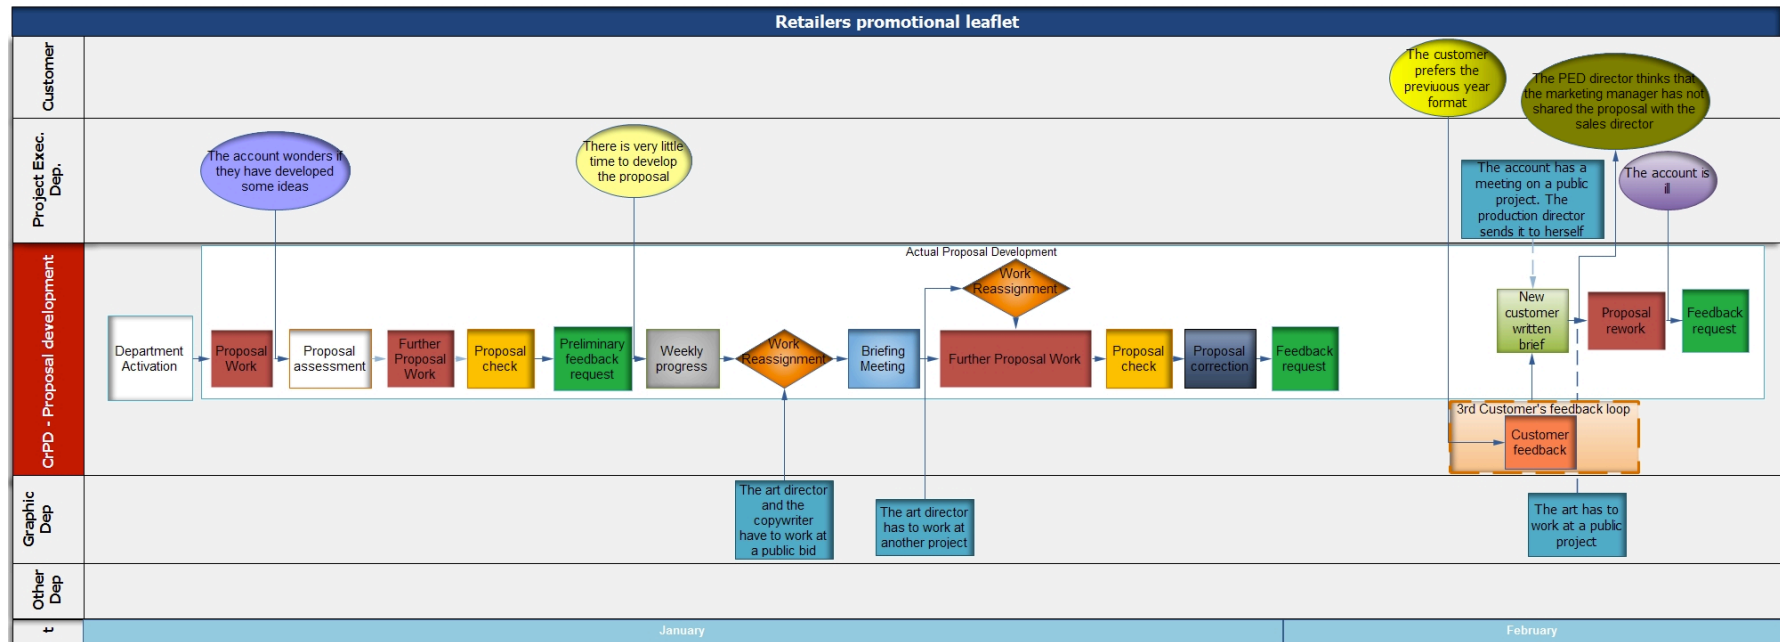 Retailers promotional leaflet
Customer
The customer
prefers the
previuous year
format
The PED director thinks that
the marketing manager has not
shared the proposal with the
sales director
Project Exec.
Dep.
The account wonders if
they have developed
some ideas
There is very little
time to develop
the proposal
The account has a
meeting on a public
project. The
production director
sends it to herself
The account is
ill
CrPD - Proposal development
Actual Proposal Development
Department
Activation
Proposal
Work
Proposal
assessment
Further
Proposal
Work
Proposal
check
Preliminary
feedback
request
Weekly
progress
Work
Reassignment
Briefing
Meeting
Work
Reassignment
Further Proposal Work
Proposal
check
Proposal
correction
Feedback
request
New
customer
written
brief
Proposal
rework
Feedback
request
3rd Customer's feedback loop
Customer
feedback
Graphic
Dep
The art director
and the
copywriter
have to work at
a public bid
The art director
has to work at
another project
The art has to
work at a public
project
Other
Dep
t
January
February